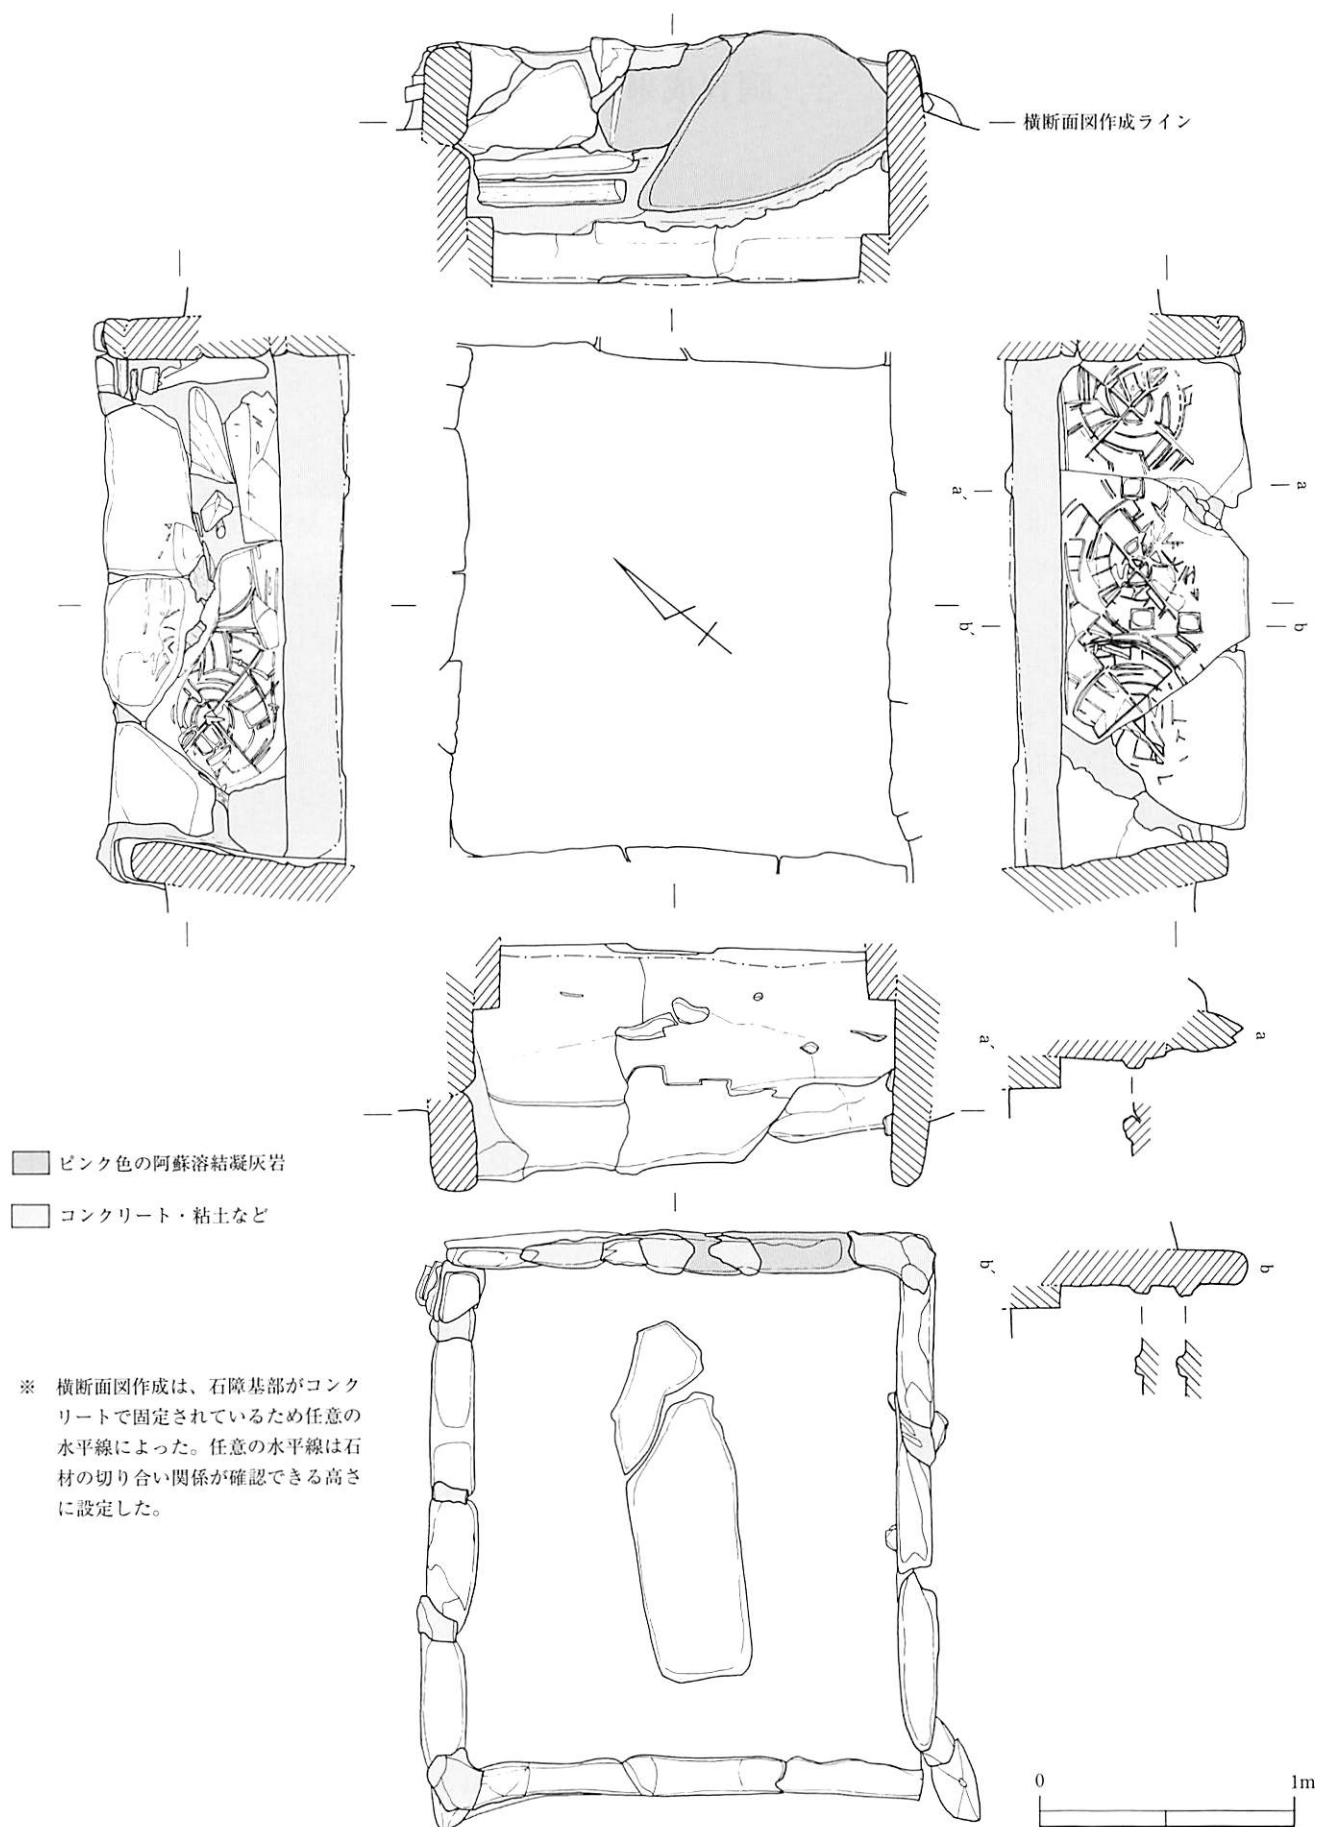 横断面図作成ライン
a´
a
b´
b
a´
a
ピンク色の阿蘇溶結凝灰岩
コンクリート・粘土など
b´
b
※ 横断面図作成は、石障基部がコンク
リートで固定されているため任意の
水平線によった。任意の水平線は石
材の切り合い関係が確認できる高さ
に設定した。
0 1m